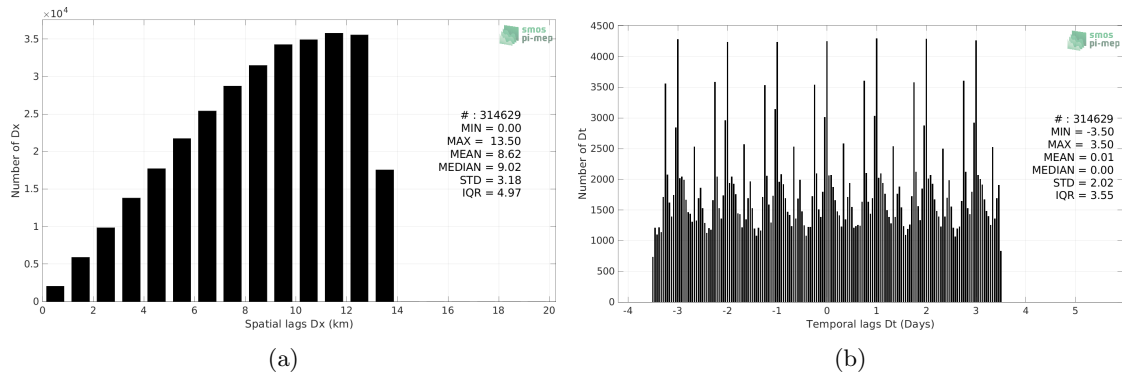 ×10⁴
3.5
3
2.5
2
1.5
1
0.5
0
Number of Dx
0 2 4 6 8 10 12 14 16 18 20
Spatial lags Dx (km)
smos
pi-mep
# : 314629
MIN = 0.00
MAX = 13.50
MEAN = 8.62
MEDIAN = 9.02
STD = 3.18
IQR = 4.97
(a)
4500
4000
3500
3000
2500
2000
1500
1000
500
0
Number of Dt
-4 -3 -2 -1 0 1 2 3 4 5
Temporal lags Dt (Days)
smos
pi-mep
# : 314629
MIN = -3.50
MAX = 3.50
MEAN = 0.01
MEDIAN = 0.00
STD = 2.02
IQR = 3.55
(b)